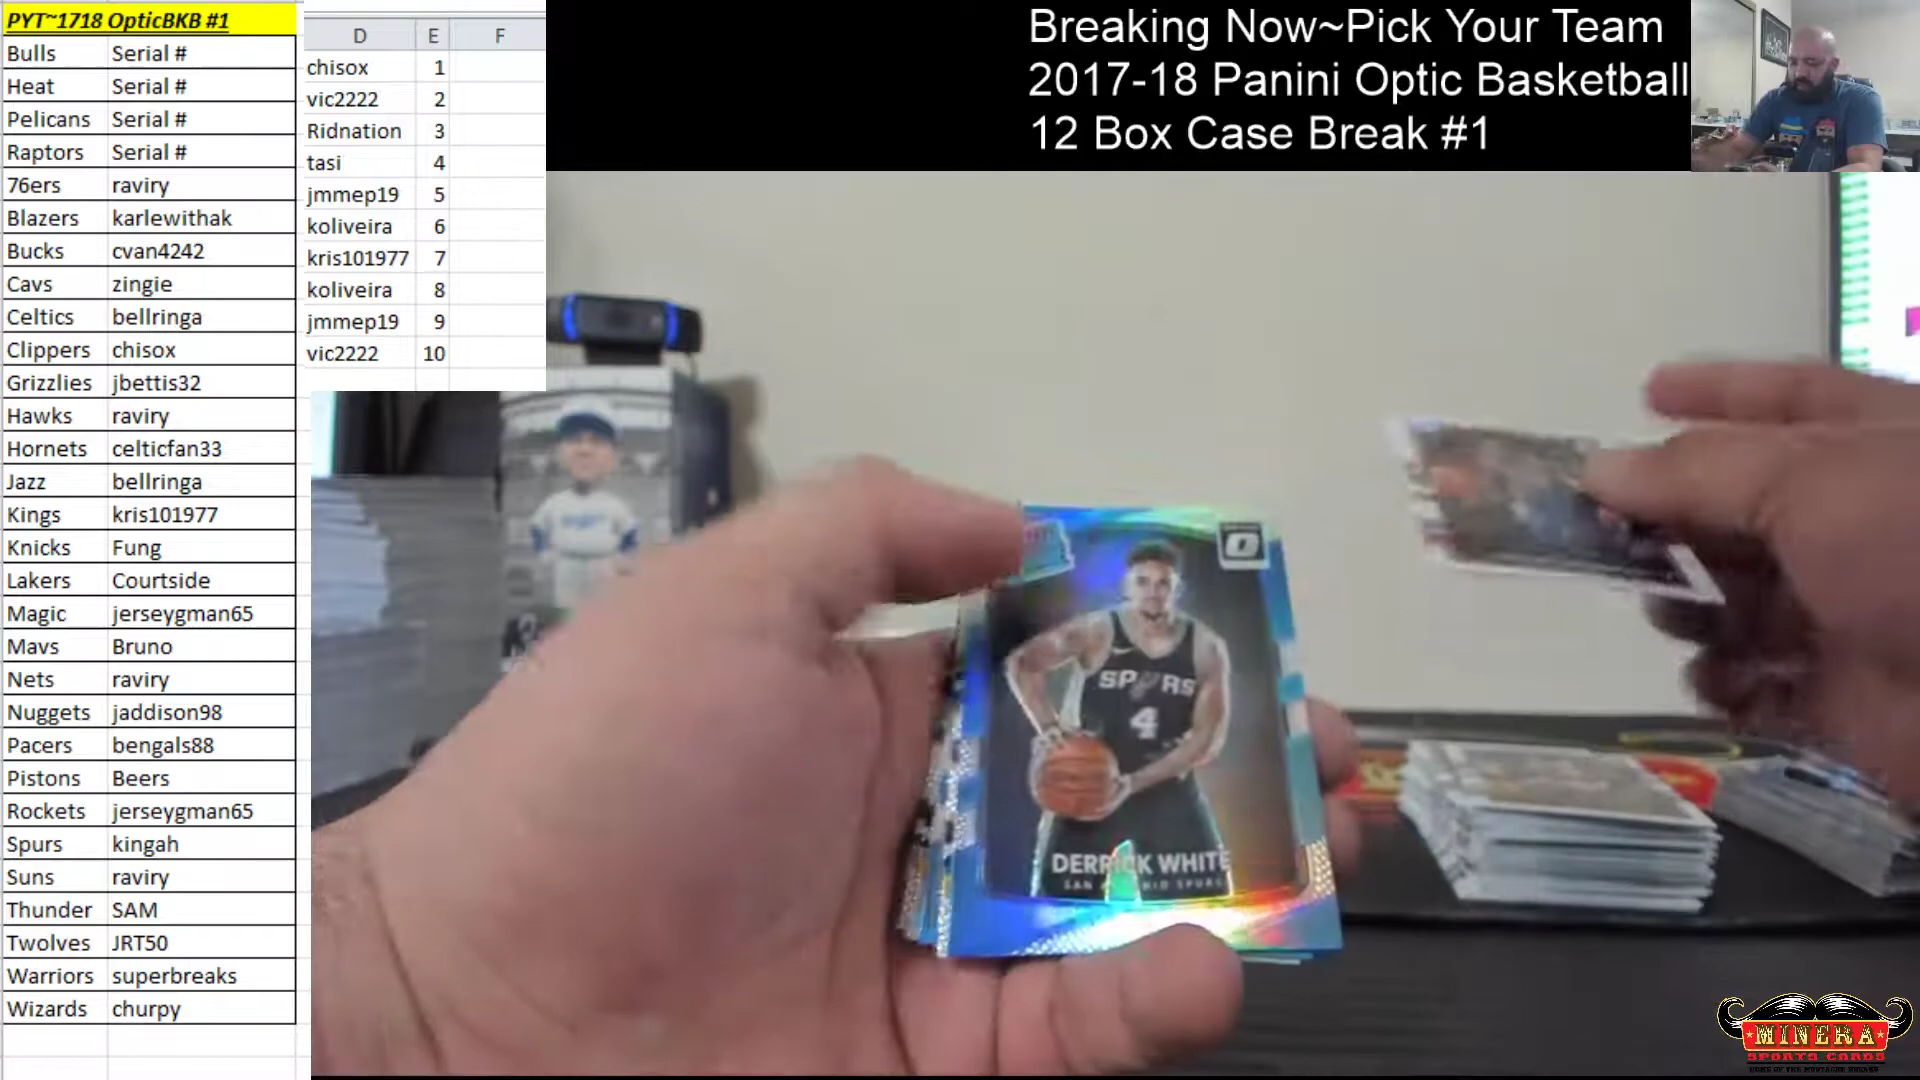 PYT~1718 OpticBKB #1
Bulls Serial #
Heat Serial #
Pelicans Serial #
Raptors Serial #
76ers raviry
Blazers karlewithak
Bucks cvan4242
Cavs zingie
Celtics bellringa
Clippers chisox
Grizzlies jbettis32
Hawks raviry
Hornets celticfan33
Jazz bellringa
Kings kris101977
Knicks Fung
Lakers Courtside
Magic jerseygman65
Mavs Bruno
Nets raviry
Nuggets jaddison98
Pacers bengals88
Pistons Beers
Rockets jerseygman65
Spurs kingah
Suns raviry
Thunder SAM
Twolves JRT50
Warriors superbreaks
Wizards churpy
D E F
chisox 1
vic2222 2
Ridnation 3
tasi 4
jmmep19 5
koliveira 6
kris101977 7
koliveira 8
jmmep19 9
vic2222 10
Breaking Now~Pick Your Team
2017-18 Panini Optic Basketball
12 Box Case Break #1
SPURS
4
DERRICK WHITE
SAN ANTONIO SPURS
MINERA
SPORTS CARDS